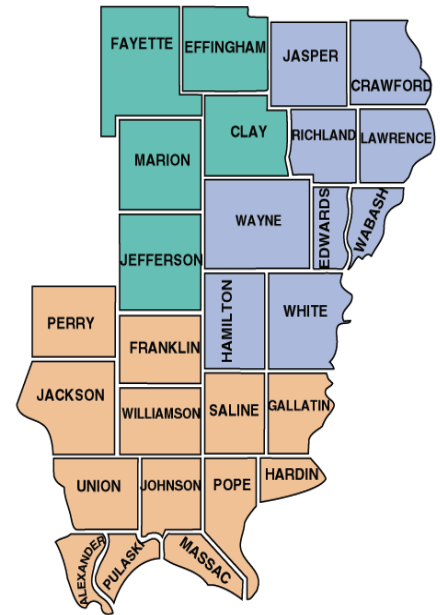 FAYETTE
EFFINGHAM
JASPER
CRAWFORD
CLAY
RICHLAND
LAWRENCE
MARION
WAYNE
EDWARDS
WABASH
JEFFERSON
HAMILTON
WHITE
PERRY
FRANKLIN
JACKSON
WILLIAMSON
SALINE
GALLATIN
UNION
JOHNSON
POPE
HARDIN
ALEXANDER
PULASKI
MASSAC